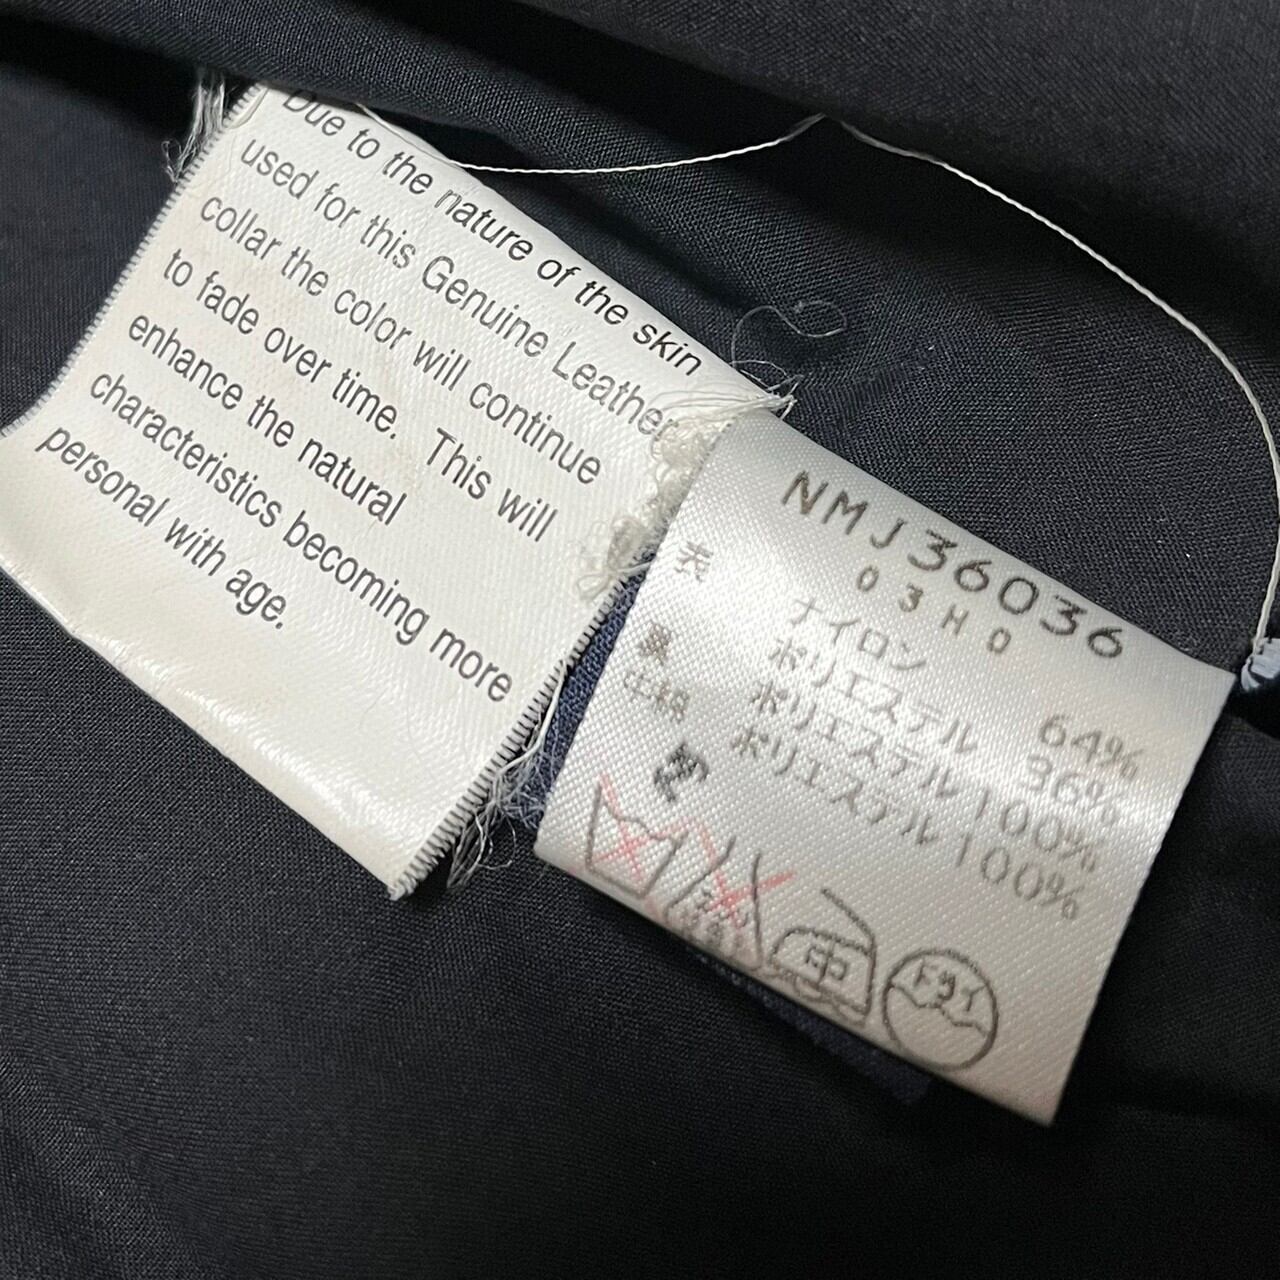 Due to the nature of the skin
used for this Genuine Leather
collar the color will continue
to fade over time. This will
enhance the natural
characteristics becoming more
personal with age.
NMJ36036
03H0
表 ナイロン 64%
ポリエステル 36%
裏 ポリエステル 100%
中綿 ポリエステル 100%
中
ドライ